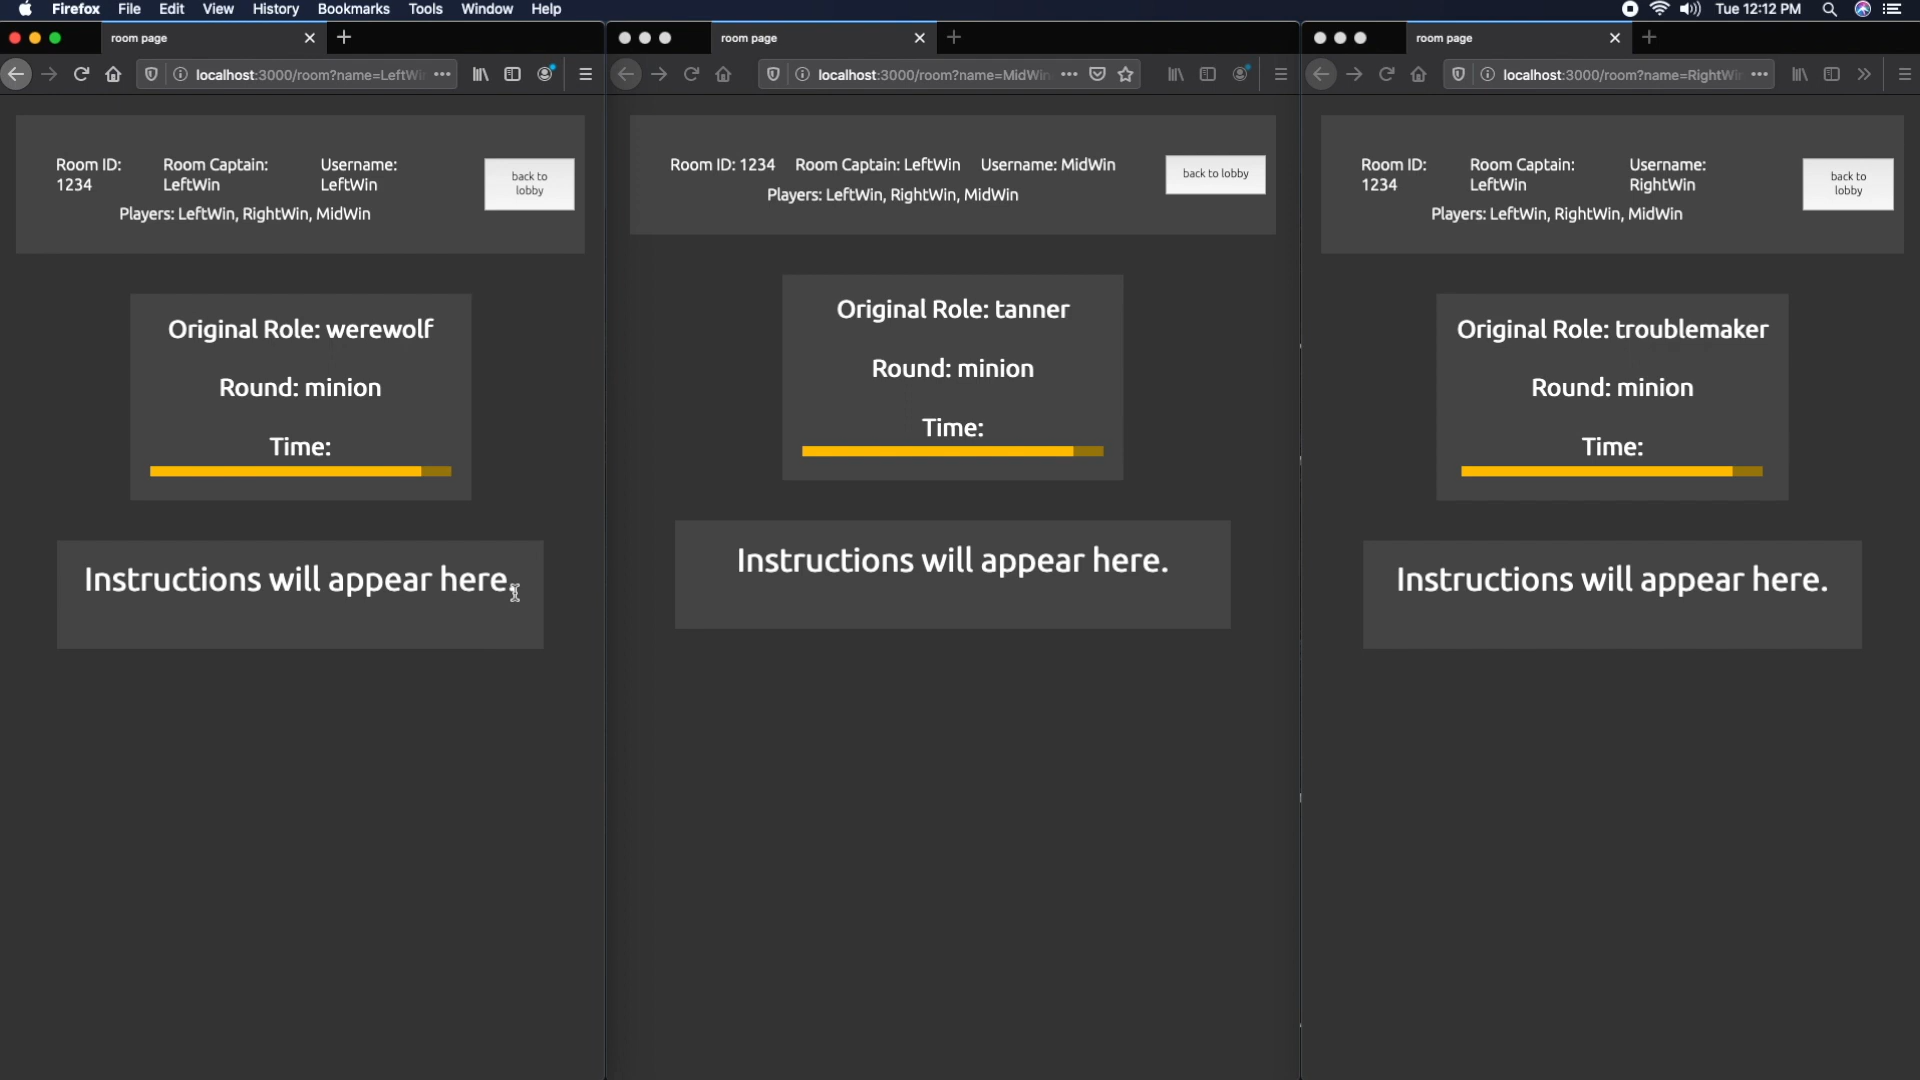 Firefox File Edit View History Bookmarks Tools Window Help
Tue 12:12 PM
room page
localhost:3000/room?name=LeftWi
Room ID: 1234
Room Captain: LeftWin
Username: LeftWin
Players: LeftWin, RightWin, MidWin
back to lobby
Original Role: werewolf
Round: minion
Time:
Instructions will appear here.
room page
localhost:3000/room?name=MidWin
Room ID: 1234 Room Captain: LeftWin Username: MidWin
Players: LeftWin, RightWin, MidWin
back to lobby
Original Role: tanner
Round: minion
Time:
Instructions will appear here.
room page
localhost:3000/room?name=RightWi
Room ID: 1234
Room Captain: LeftWin
Username: RightWin
Players: LeftWin, RightWin, MidWin
back to lobby
Original Role: troublemaker
Round: minion
Time:
Instructions will appear here.